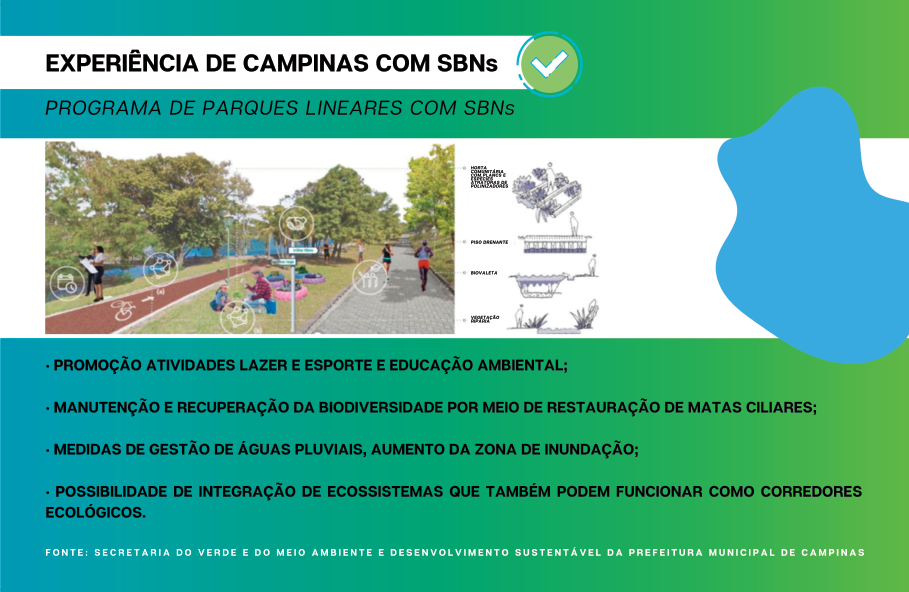 EXPERIÊNCIA DE CAMPINAS COM SBNs
PROGRAMA DE PARQUES LINEARES COM SBNs
HORTA
COMUNITÁRIA
COM PLANCS E
ESPÉCIES
ATRATORAS DE
POLINIZADORES
PISO DRENANTE
BIOVALETA
VEGETAÇÃO
RIPÁRIA
· PROMOÇÃO ATIVIDADES LAZER E ESPORTE E EDUCAÇÃO AMBIENTAL;
· MANUTENÇÃO E RECUPERAÇÃO DA BIODIVERSIDADE POR MEIO DE RESTAURAÇÃO DE MATAS CILIARES;
· MEDIDAS DE GESTÃO DE ÁGUAS PLUVIAIS, AUMENTO DA ZONA DE INUNDAÇÃO;
· POSSIBILIDADE DE INTEGRAÇÃO DE ECOSSISTEMAS QUE TAMBÉM PODEM FUNCIONAR COMO CORREDORES
ECOLÓGICOS.
FONTE: SECRETARIA DO VERDE E DO MEIO AMBIENTE E DESENVOLVIMENTO SUSTENTÁVEL DA PREFEITURA MUNICIPAL DE CAMPINAS